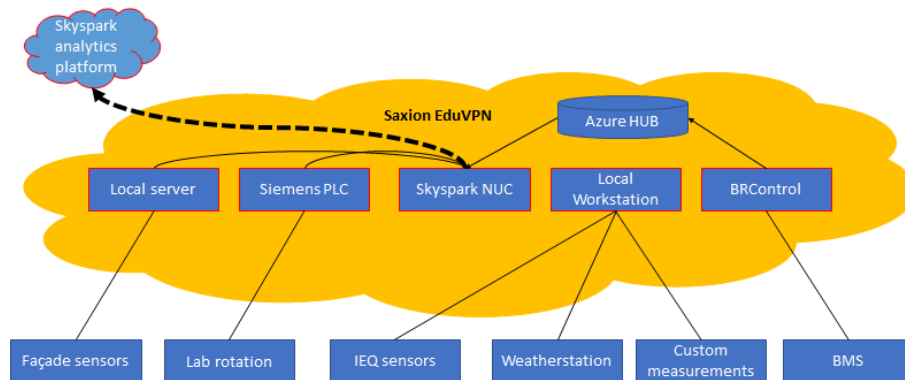 Skyspark
analytics
platform
Saxion EduVPN
Azure HUB
Local server
Siemens PLC
Skyspark NUC
Local
Workstation
BRControl
Façade sensors
Lab rotation
IEQ sensors
Weatherstation
Custom
measurements
BMS